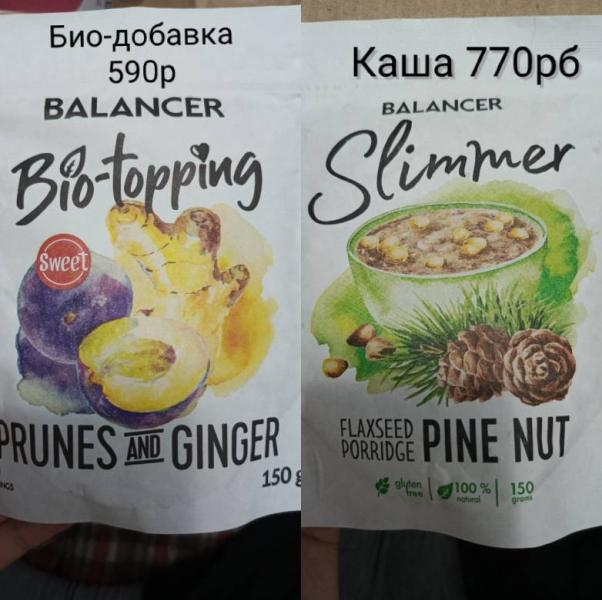 Био-добавка
590р
BALANCER
Bio-topping
Sweet
PRUNES AND GINGER
150 g
Каша 770рб
BALANCER
Slimmer
FLAXSEED
PORRIDGE
PINE NUT
gluten
free
100 %
natural
150
grams